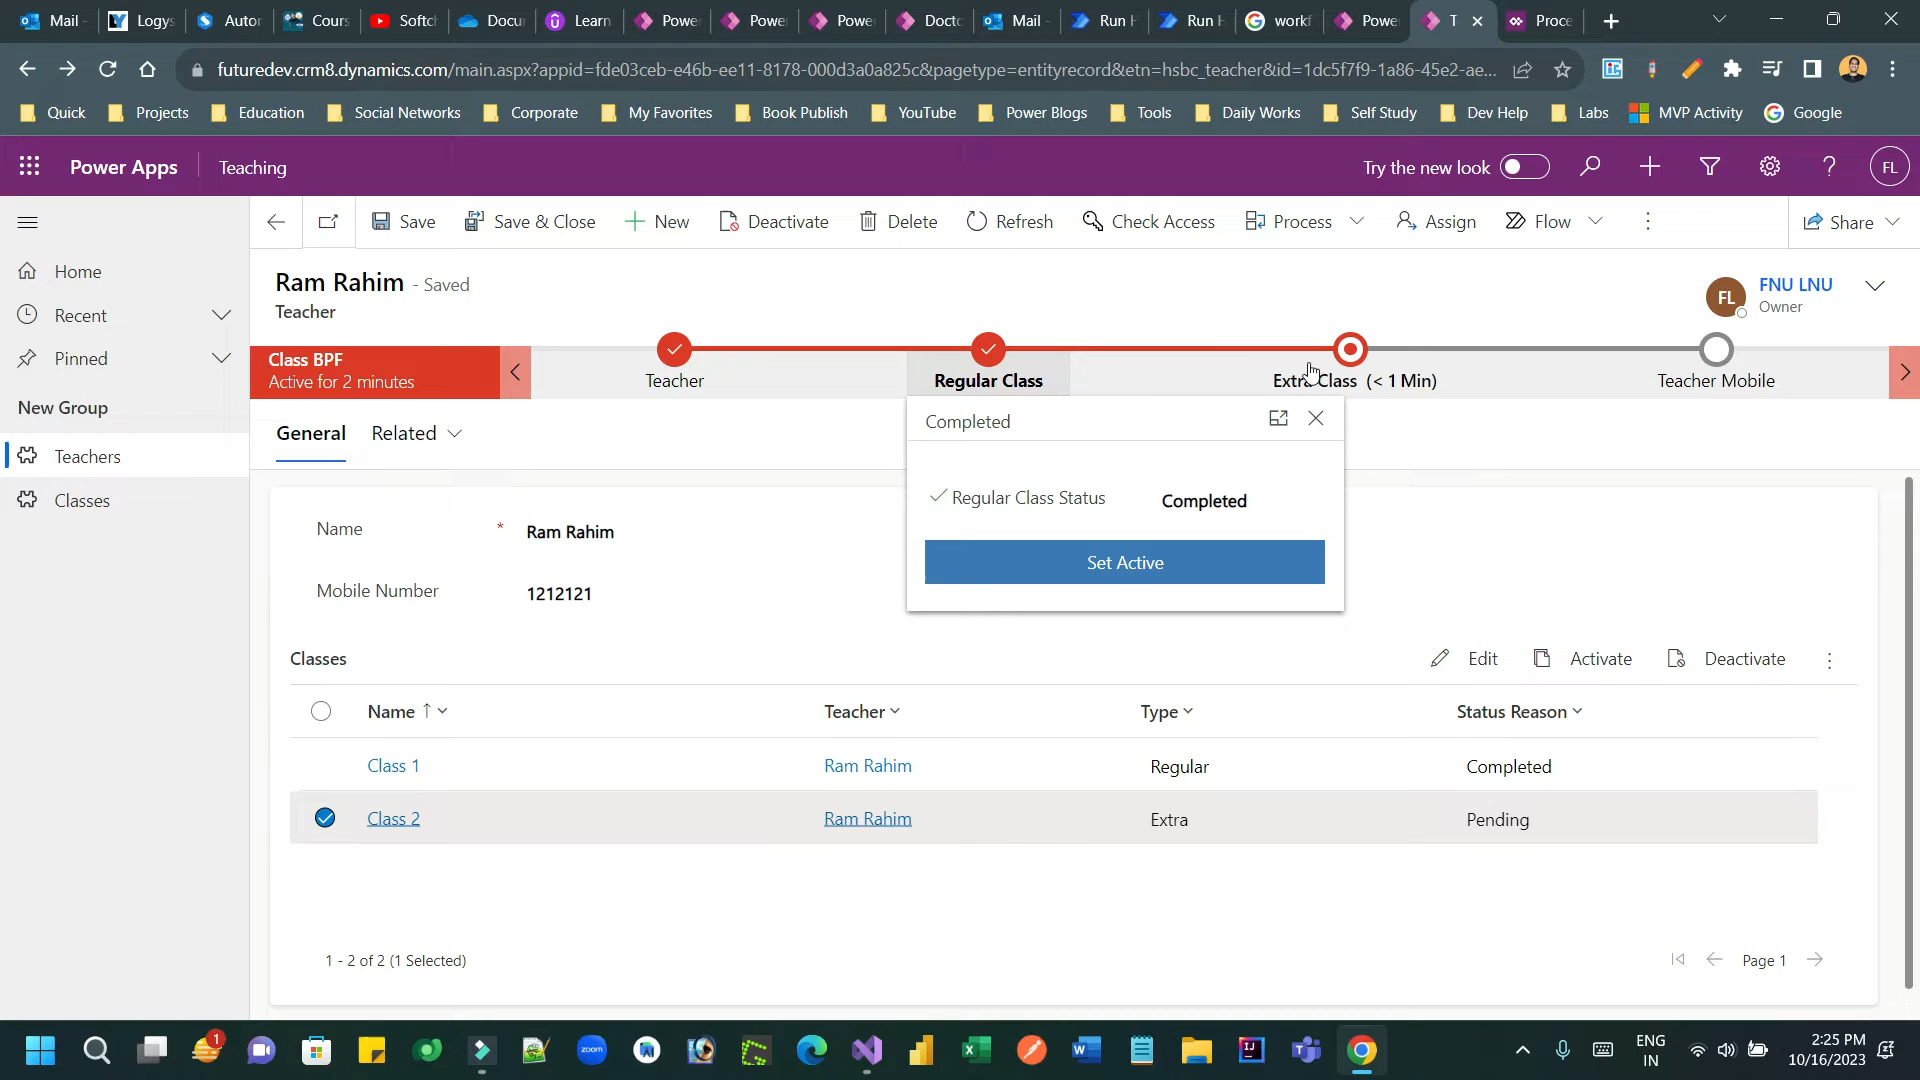 Mail -
Logys
Autor
Cours
Softch
Docu
Learn
Power
Power
Power
Docto
Mail -
Run H
Run H
workf
Power
T
Proce
futuredev.crm8.dynamics.com/main.aspx?appid=fde03ceb-e46b-ee11-8178-000d3a0a825c&pagetype=entityrecord&etn=hsbc_teacher&id=1dc5f7f9-1a86-45e2-ae...
Quick
Projects
Education
Social Networks
Corporate
My Favorites
Book Publish
YouTube
Power Blogs
Tools
Daily Works
Self Study
Dev Help
Labs
MVP Activity
Google
Power Apps
Teaching
Try the new look
FL
Save
Save & Close
New
Deactivate
Delete
Refresh
Check Access
Process
Assign
Flow
Share
Home
Recent
Pinned
New Group
Teachers
Classes
Ram Rahim - Saved
Teacher
FL
FNU LNU
Owner
Class BPF
Active for 2 minutes
Teacher
Regular Class
Extra Class (< 1 Min)
Teacher Mobile
General
Related
Completed
Regular Class Status
Completed
Set Active
Name * Ram Rahim
Mobile Number 1212121
Classes
Edit
Activate
Deactivate
Name ↑ Teacher Type Status Reason
Class 1 Ram Rahim Regular Completed
Class 2 Ram Rahim Extra Pending
1 - 2 of 2 (1 Selected)
Page 1
1
zoom
ENG
IN
2:25 PM
10/16/2023